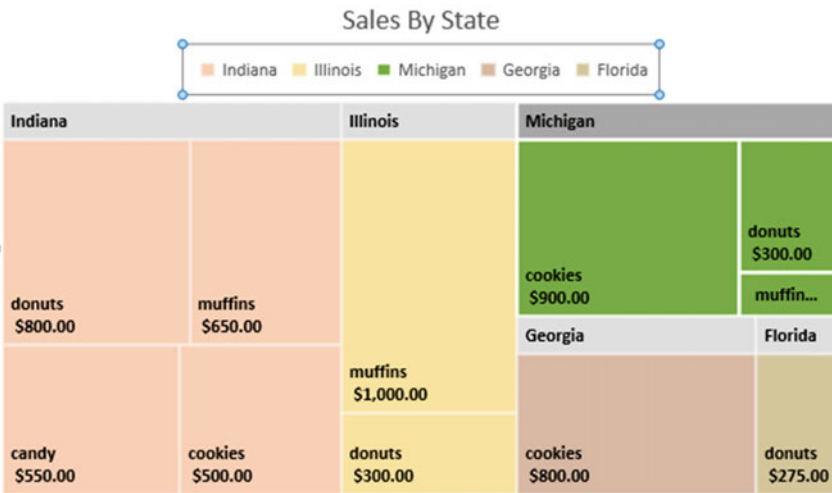 Sales By State
Indiana Illinois Michigan Georgia Florida
Indiana
donuts
$800.00
muffins
$650.00
candy
$550.00
cookies
$500.00
Illinois
muffins
$1,000.00
donuts
$300.00
Michigan
cookies
$900.00
donuts
$300.00
muffin...
Georgia
cookies
$800.00
Florida
donuts
$275.00